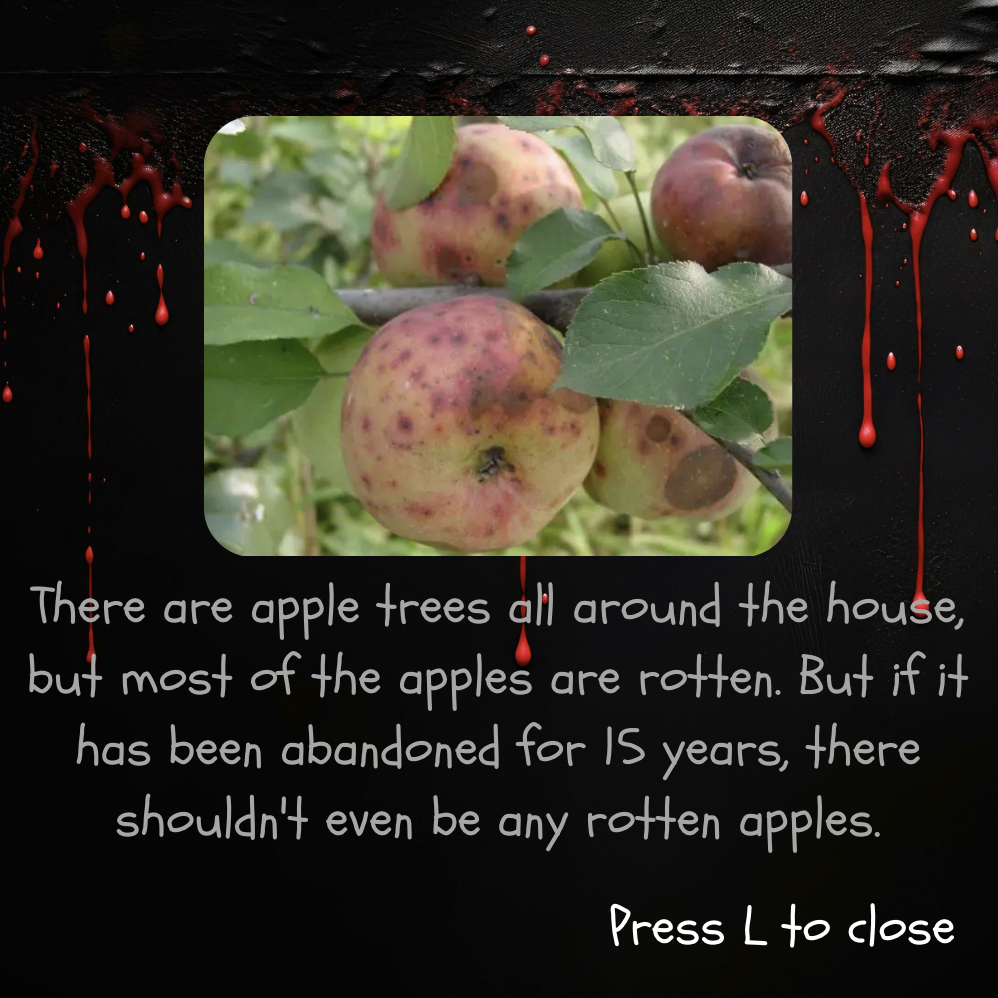 There are apple trees all around the house,
but most of the apples are rotten. But if it
has been abandoned for 15 years, there
shouldn't even be any rotten apples.
Press L to close